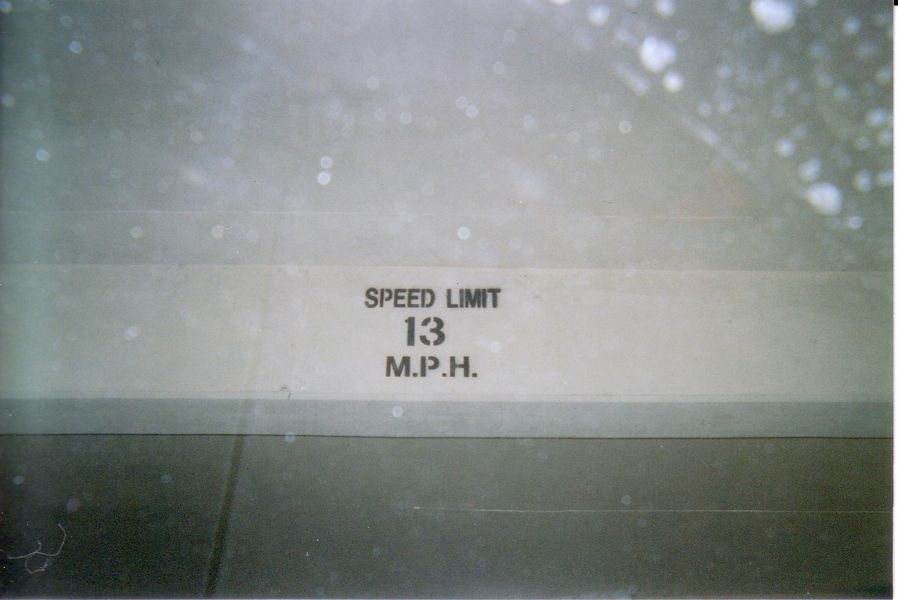 SPEED LIMIT
13
M.P.H.